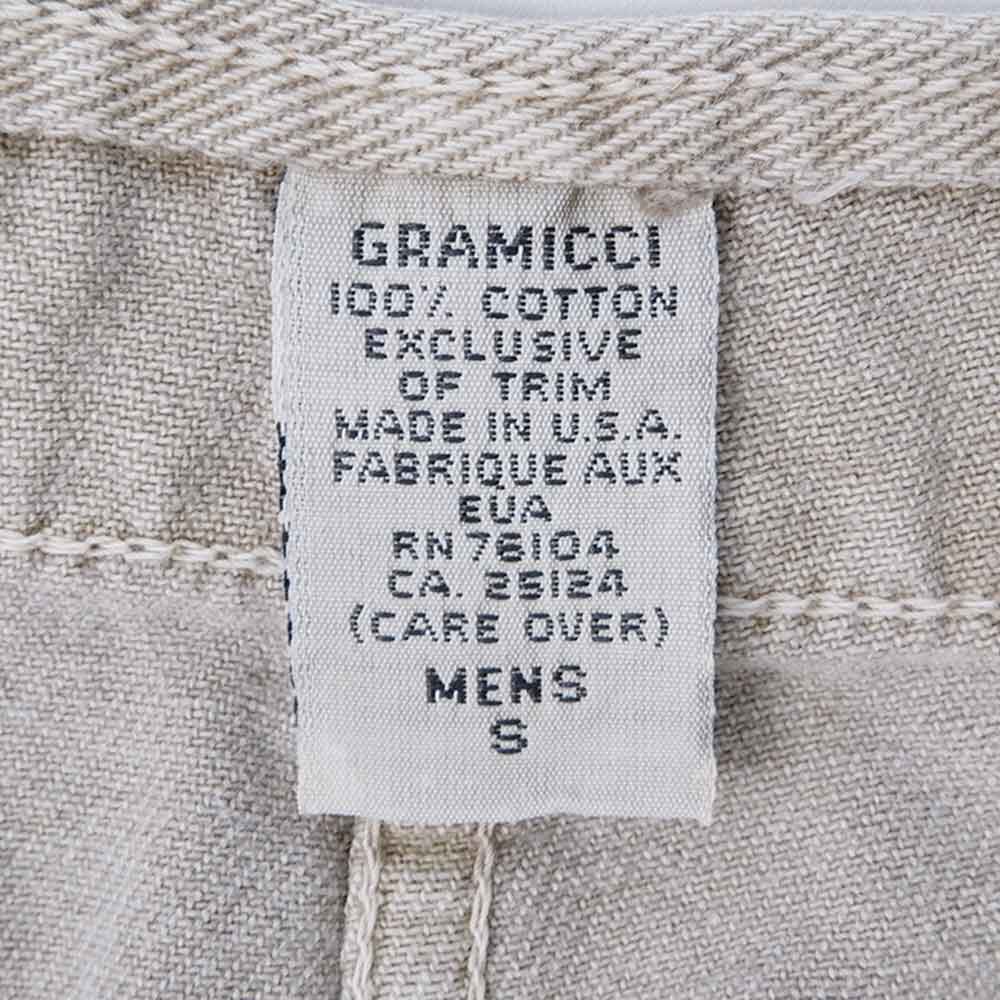 GRAMICCI
100% COTTON
EXCLUSIVE
OF TRIM
MADE IN U.S.A.
FABRIQUE AUX
EUA
RN 76104
CA. 25124
(CARE OVER)
MENS
S